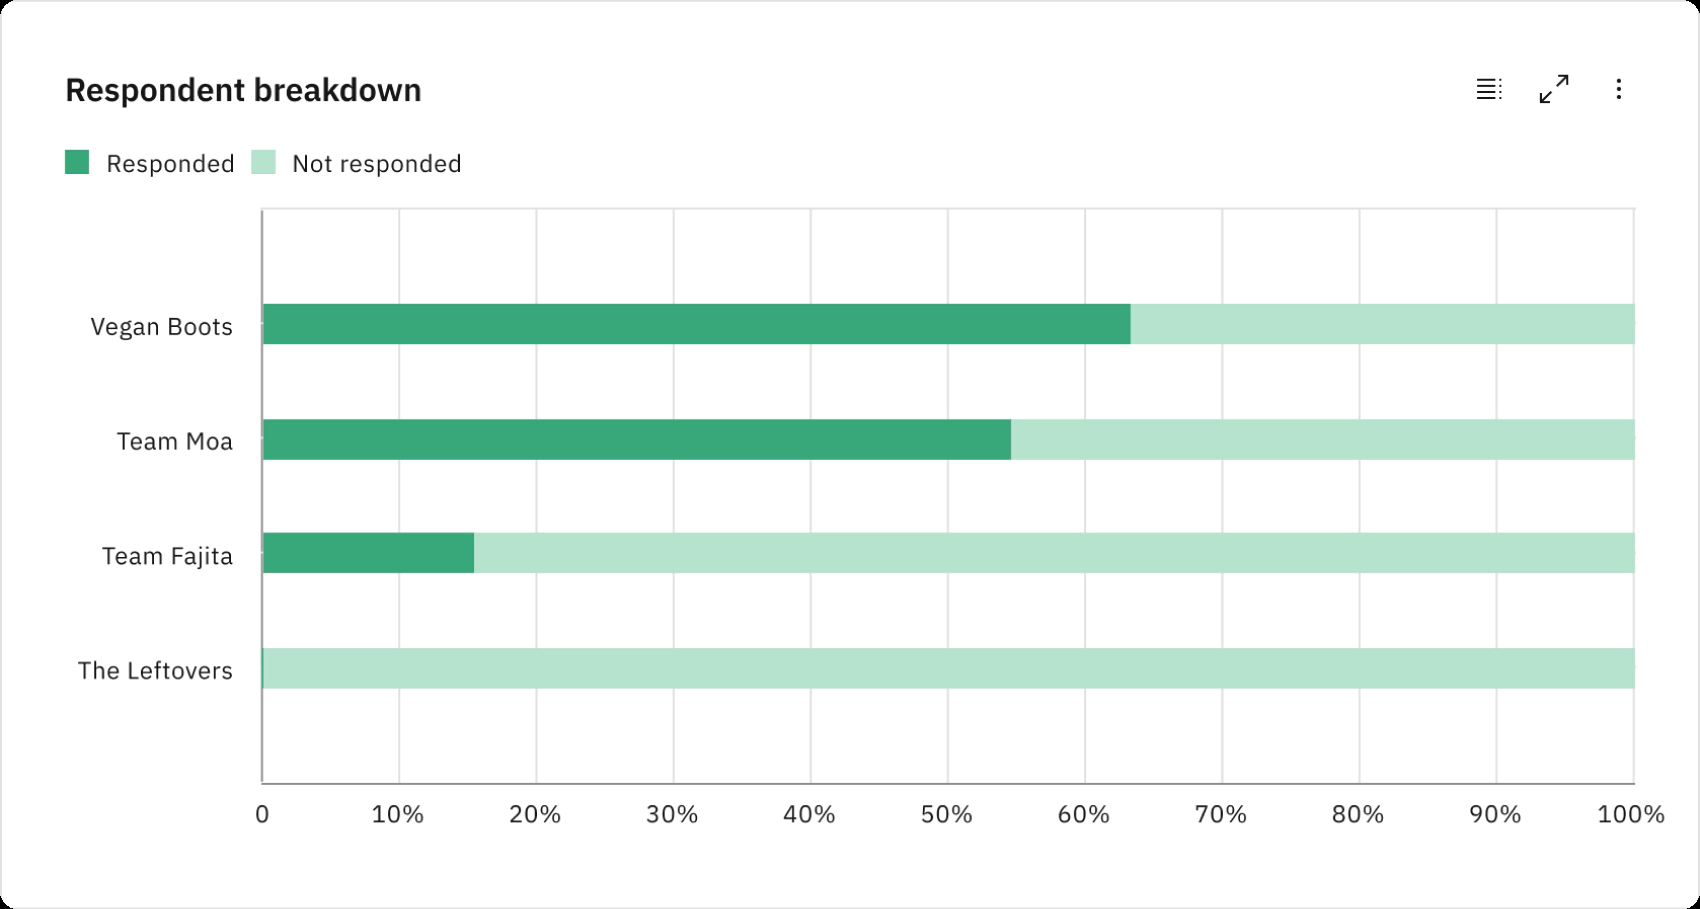 Respondent breakdown
Responded Not responded
Vegan Boots
Team Moa
Team Fajita
The Leftovers
0 10% 20% 30% 40% 50% 60% 70% 80% 90% 100%